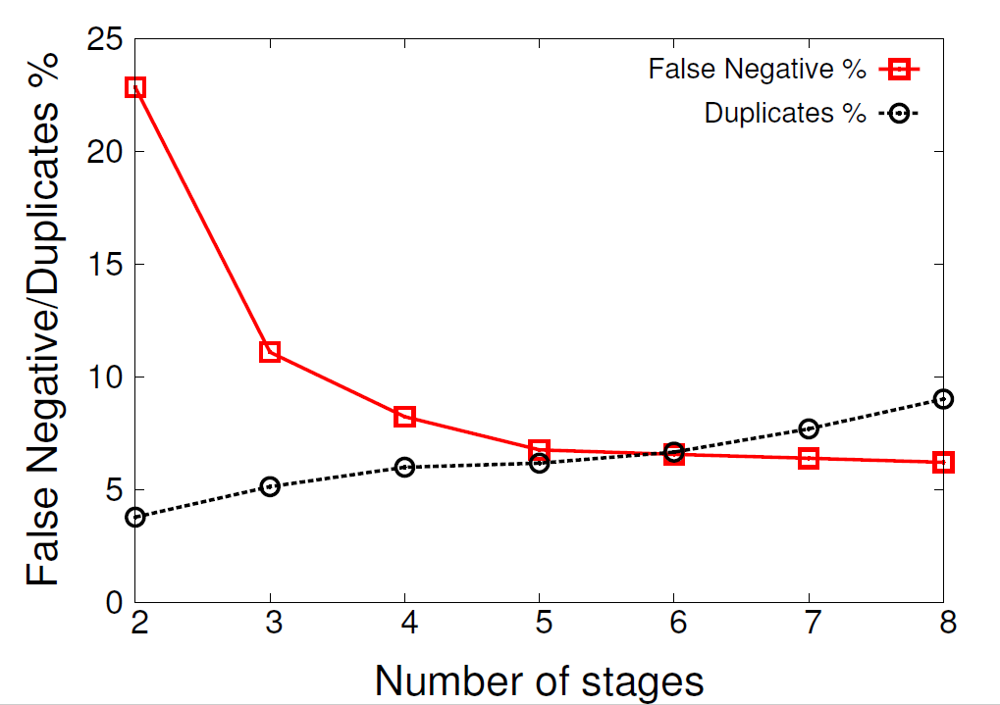 False Negative/Duplicates %
25
20
15
10
5
0
False Negative %
Duplicates %
2 3 4 5 6 7 8
Number of stages